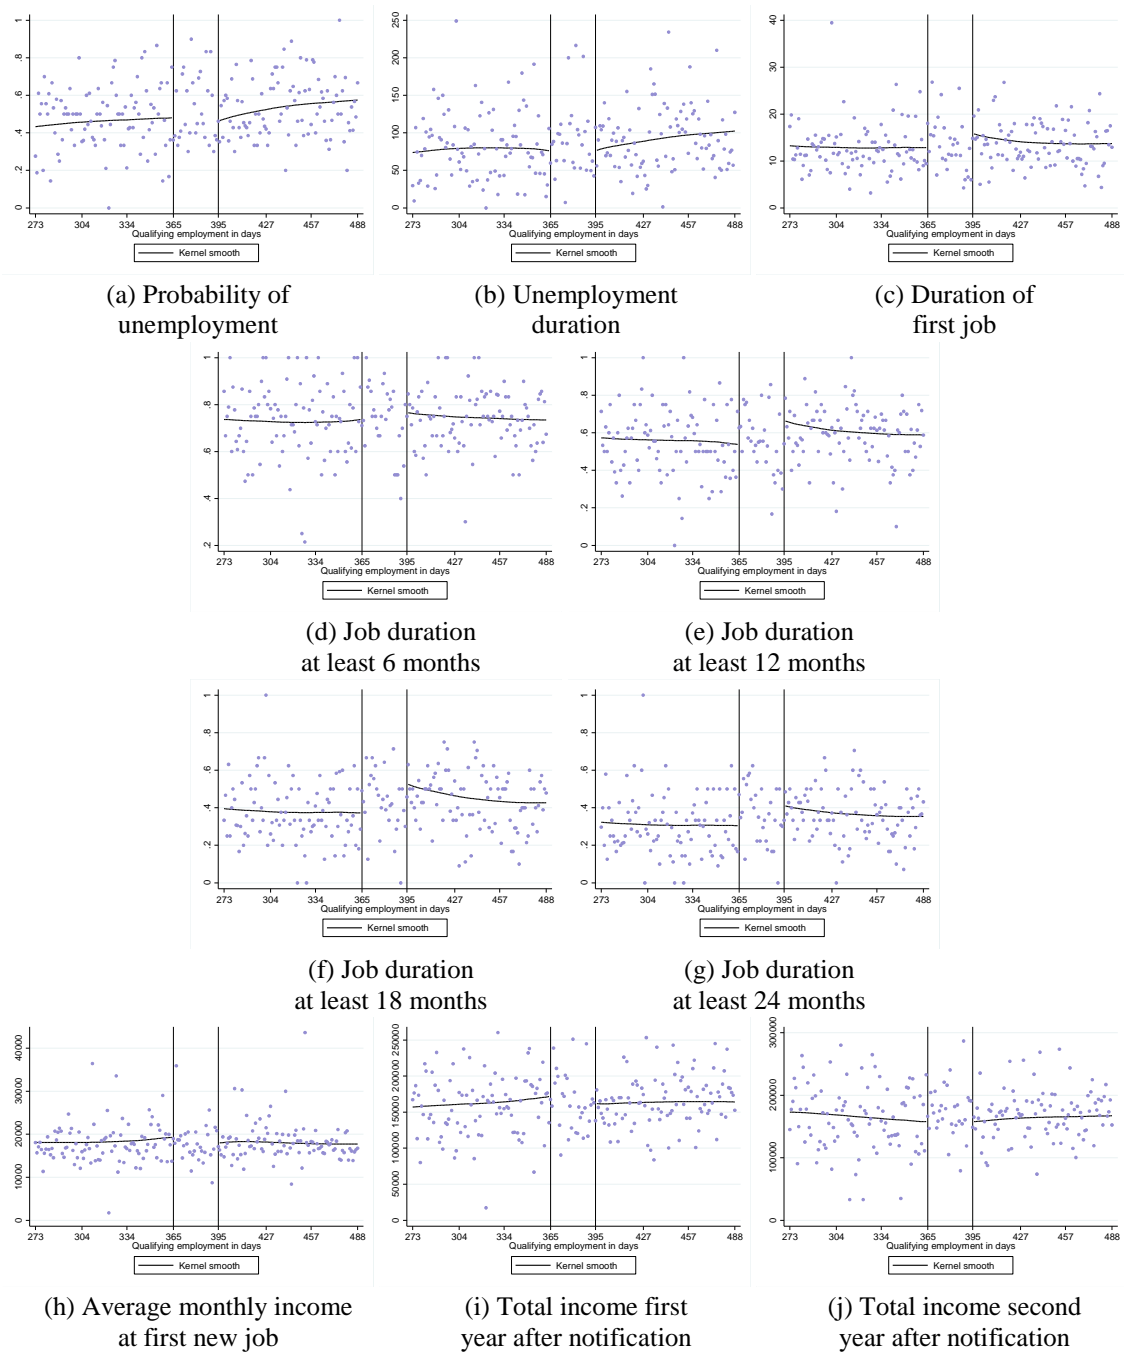 0 .2 .4 .6 .8 1
273 304 334 365 395 427 457 488
Qualifying employment in days
Kernel smooth
0 50 100 150 200 250
273 304 334 365 395 427 457 488
Qualifying employment in days
Kernel smooth
0 10 20 30 40
273 304 334 365 395 427 457 488
Qualifying employment in days
Kernel smooth
(a) Probability of
unemployment
(b) Unemployment
duration
(c) Duration of
first job
.2 .4 .6 .8 1
273 304 334 365 395 427 457 488
Qualifying employment in days
Kernel smooth
0 .2 .4 .6 .8 1
273 304 334 365 395 427 457 488
Qualifying employment in days
Kernel smooth
(d) Job duration
at least 6 months
(e) Job duration
at least 12 months
0 .2 .4 .6 .8 1
273 304 334 365 395 427 457 488
Qualifying employment in days
Kernel smooth
0 .2 .4 .6 .8 1
273 304 334 365 395 427 457 488
Qualifying employment in days
Kernel smooth
(f) Job duration
at least 18 months
(g) Job duration
at least 24 months
0 10000 20000 30000 40000
273 304 334 365 395 427 457 488
Qualifying employment in days
Kernel smooth
0 50000 100000 150000 200000 250000
273 304 334 365 395 427 457 488
Qualifying employment in days
Kernel smooth
0 100000 200000 300000
273 304 334 365 395 427 457 488
Qualifying employment in days
Kernel smooth
(h) Average monthly income
at first new job
(i) Total income first
year after notification
(j) Total income second
year after notification